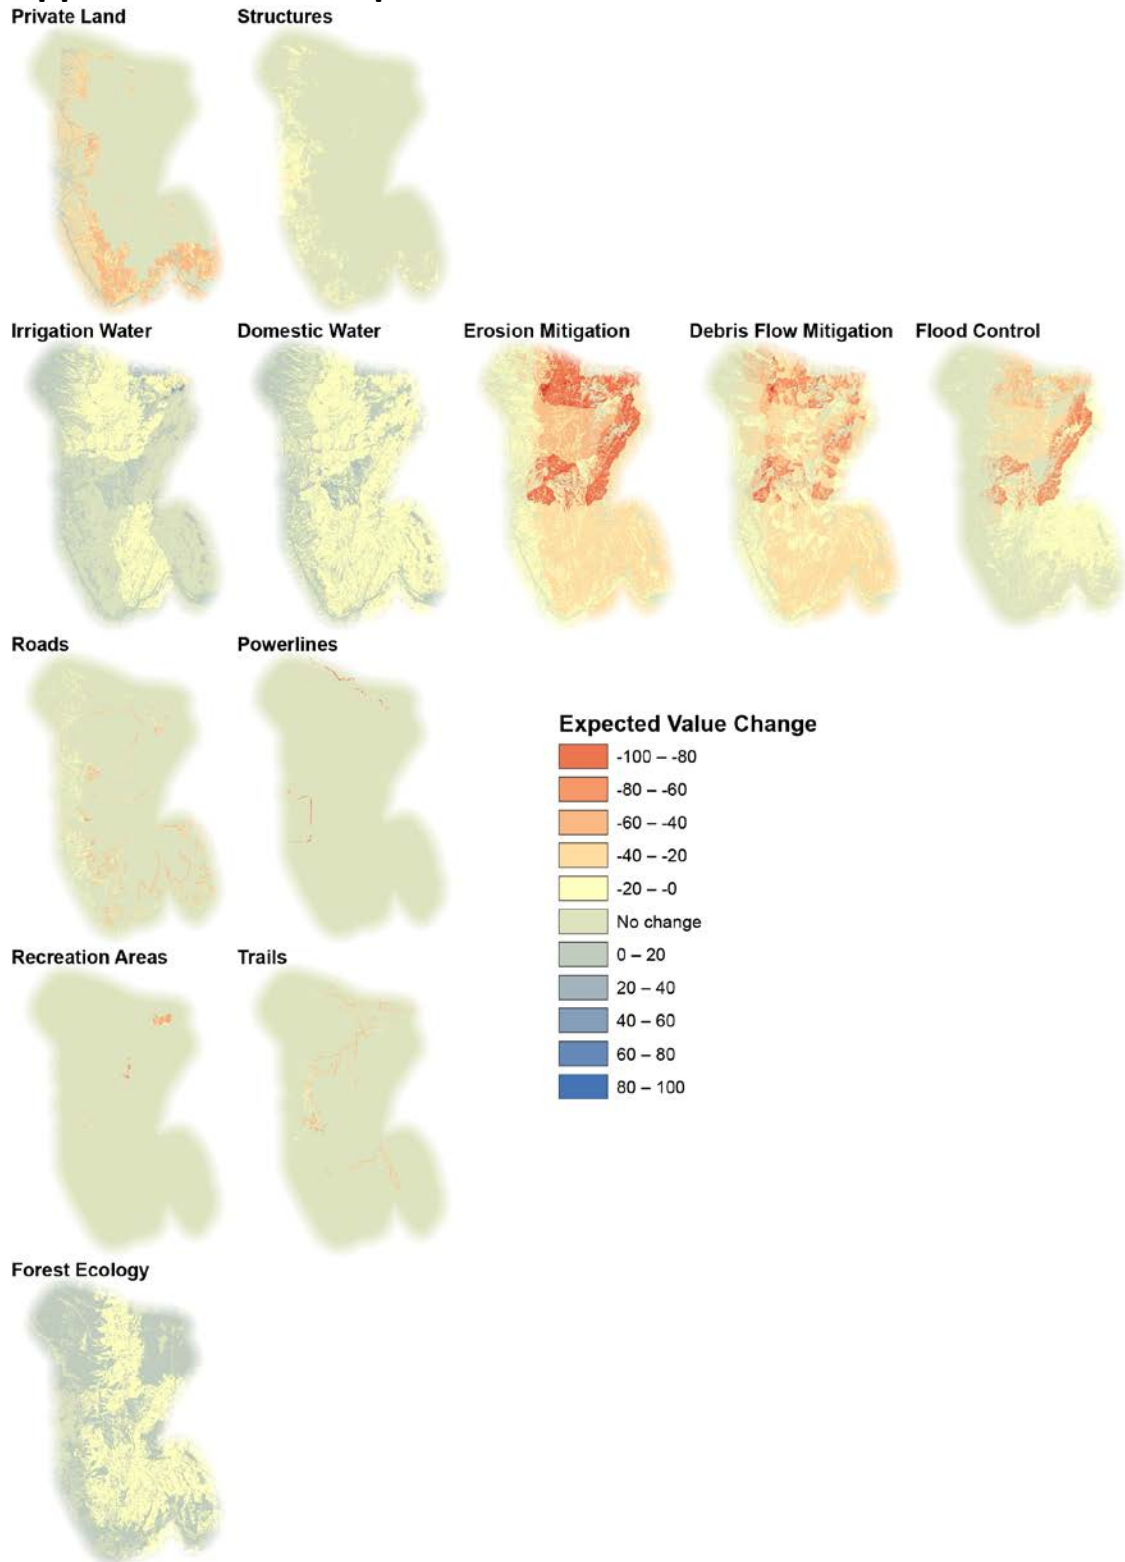 Private Land Structures
Irrigation Water Domestic Water Erosion Mitigation Debris Flow Mitigation Flood Control
Roads Powerlines
Expected Value Change
-100 – -80
-80 – -60
-60 – -40
-40 – -20
-20 – -0
No change
0 – 20
20 – 40
40 – 60
60 – 80
80 – 100
Recreation Areas Trails
Forest Ecology